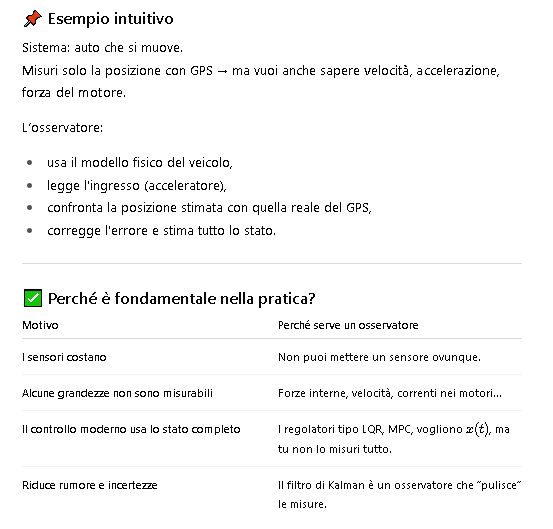 📌 Esempio intuitivo
Sistema: auto che si muove.
Misuri solo la posizione con GPS → ma vuoi anche sapere velocità, accelerazione,
forza del motore.
L'osservatore:
• usa il modello fisico del veicolo,
• legge l'ingresso (acceleratore),
• confronta la posizione stimata con quella reale del GPS,
• corregge l'errore e stima tutto lo stato.
✅ Perché è fondamentale nella pratica?
Motivo Perché serve un osservatore
I sensori costano Non puoi mettere un sensore ovunque.
Alcune grandezze non sono misurabili Forze interne, velocità, correnti nei motori...
Il controllo moderno usa lo stato completo I regolatori tipo LQR, MPC, vogliono x(t), ma
tu non lo misuri tutto.
Riduce rumore e incertezze Il filtro di Kalman è un osservatore che "pulisce"
le misure.